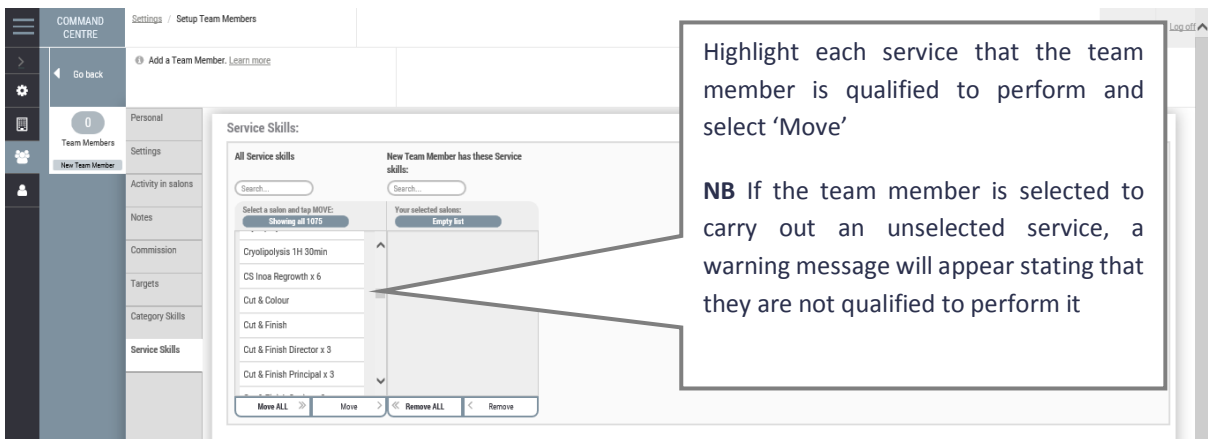 COMMAND CENTRE
Settings / Setup Team Members
Log off
Go back
Add a Team Member. Learn more
0
Team Members
New Team Member
Personal
Settings
Activity in salons
Notes
Commission
Targets
Category Skills
Service Skills
Service Skills:
All Service skills
New Team Member has these Service
skills:
Search...
Search...
Select a salon and tap MOVE:
Showing all 1075
Your selected salons:
Empty list
Cryolipolysis 1H 30min
CS Inoa Regrowth x 6
Cut & Colour
Cut & Finish
Cut & Finish Director x 3
Cut & Finish Principal x 3
Move ALL
Move
Remove ALL
Remove
Highlight each service that the team
member is qualified to perform and
select ‘Move’
NB If the team member is selected to
carry out an unselected service, a
warning message will appear stating that
they are not qualified to perform it